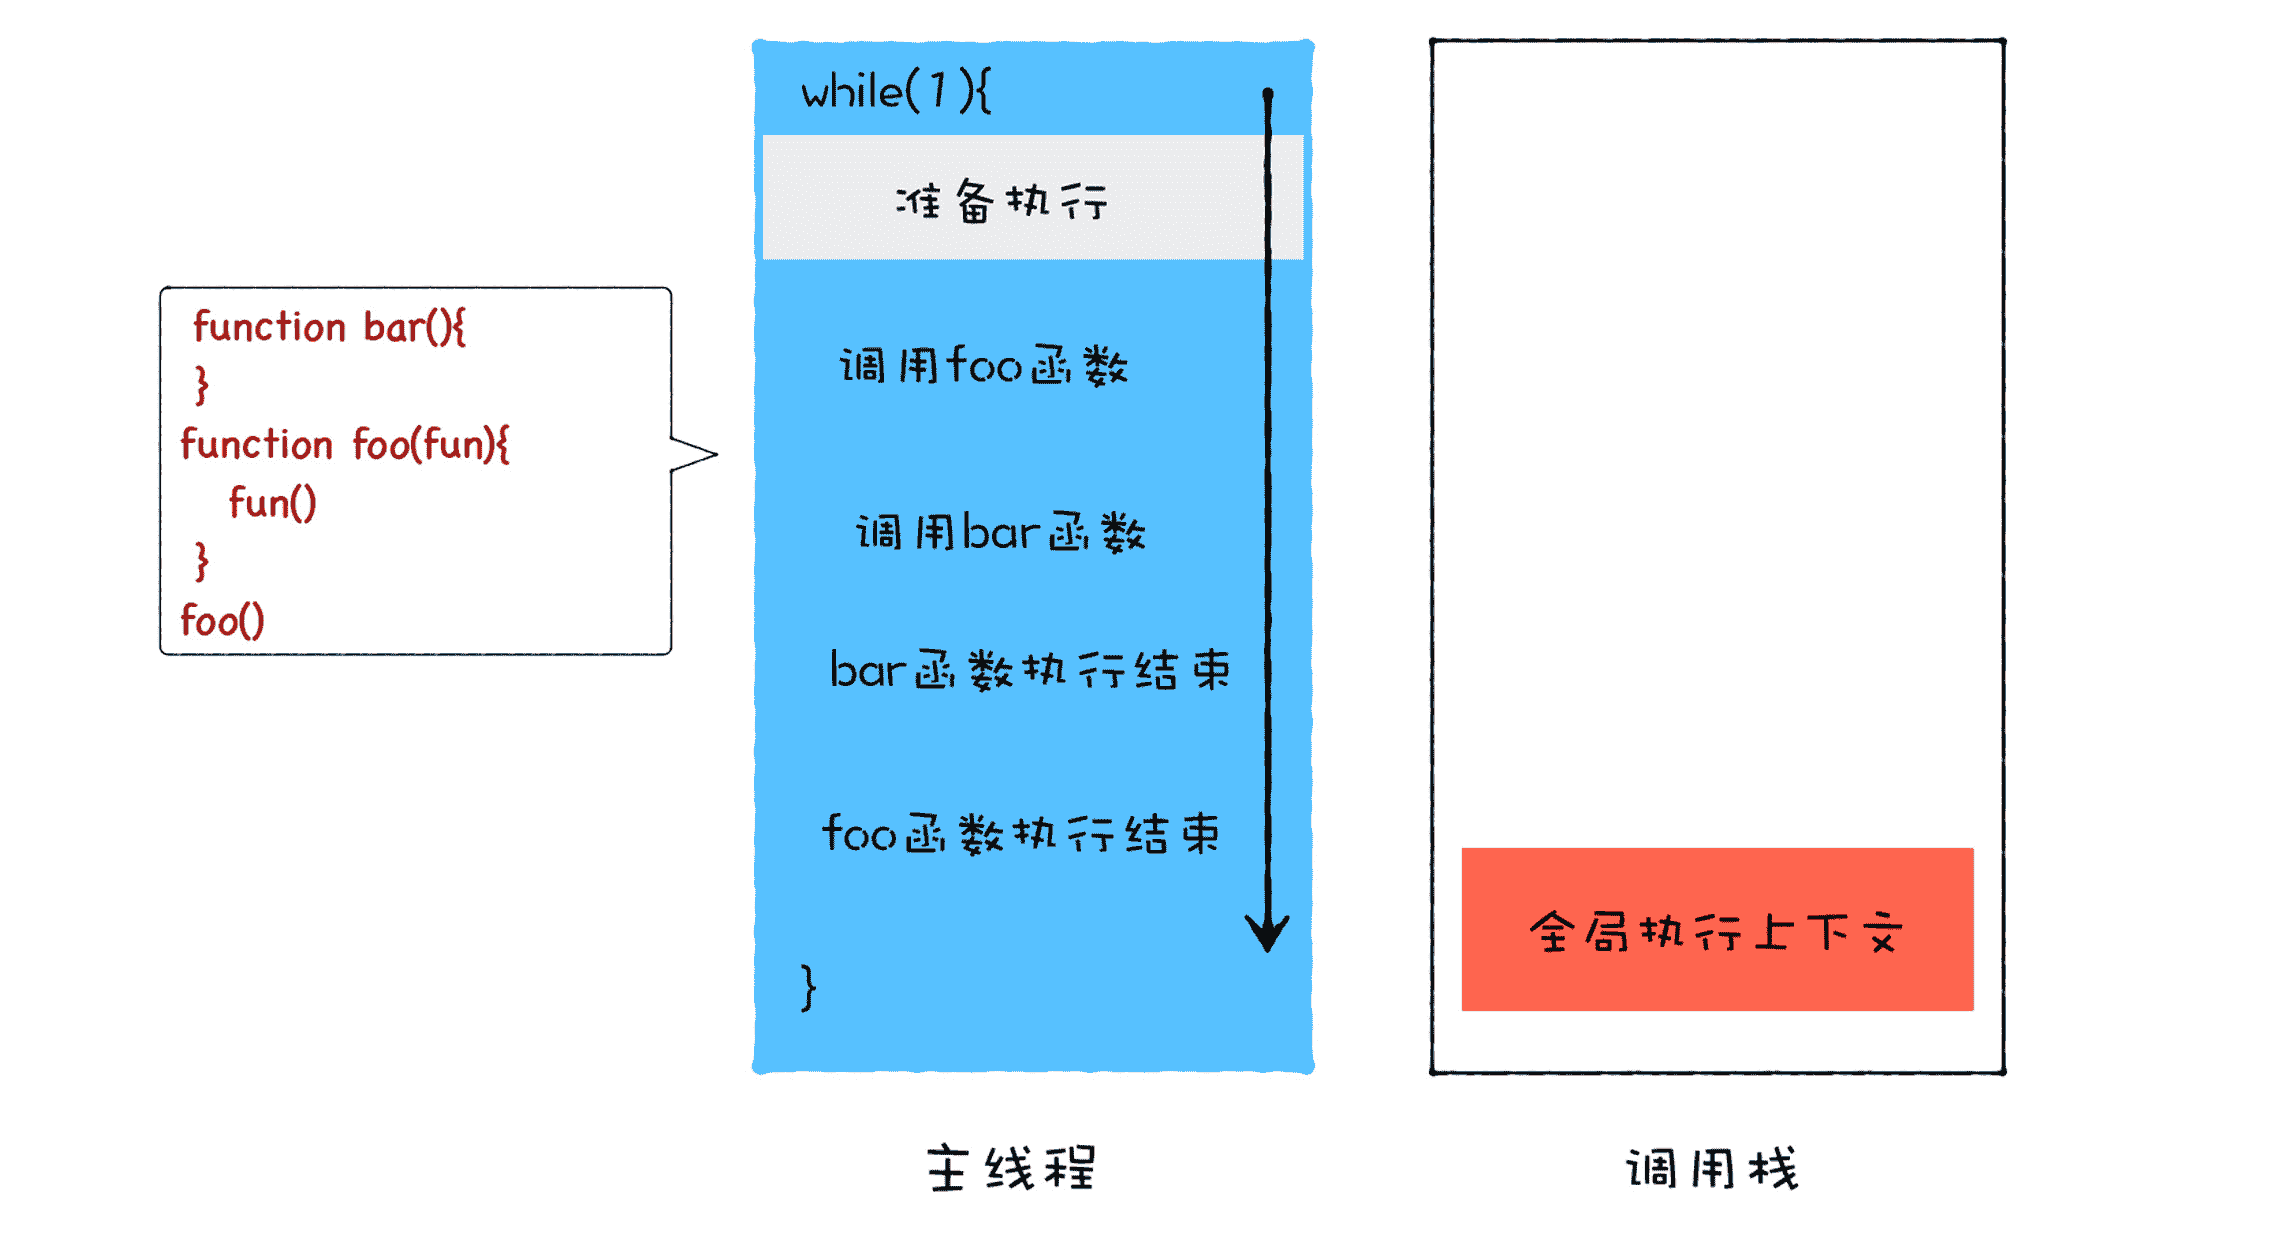 function bar(){
}
function foo(fun){
fun()
}
foo()
while(1){
准备执行
调用foo函数
调用bar函数
bar函数执行结束
foo函数执行结束
}
主线程
全局执行上下文
调用栈